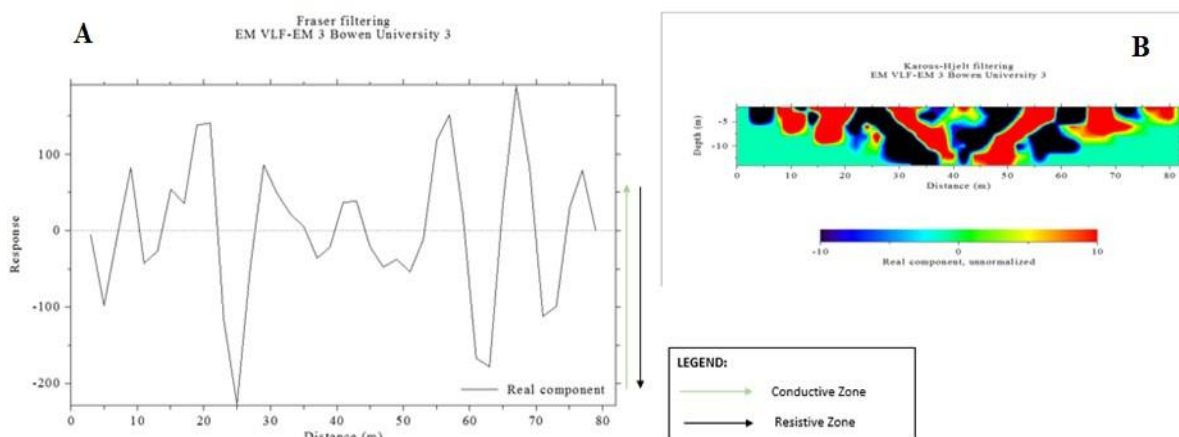 A
Fraser filtering
EM VLF-EM 3 Bowen University 3
100
0
-100
-200
Response
Real component
0
10
20
30
40
50
60
70
80
Distance (m)
B
Karous-Hjelt filtering
EM VLF-EM 3 Bowen University 3
Depth (m)
-5
-10
0
10
20
30
40
50
60
70
80
Distance (m)
-10
0
10
Real component, unnormalized
LEGEND:
Conductive Zone
Resistive Zone